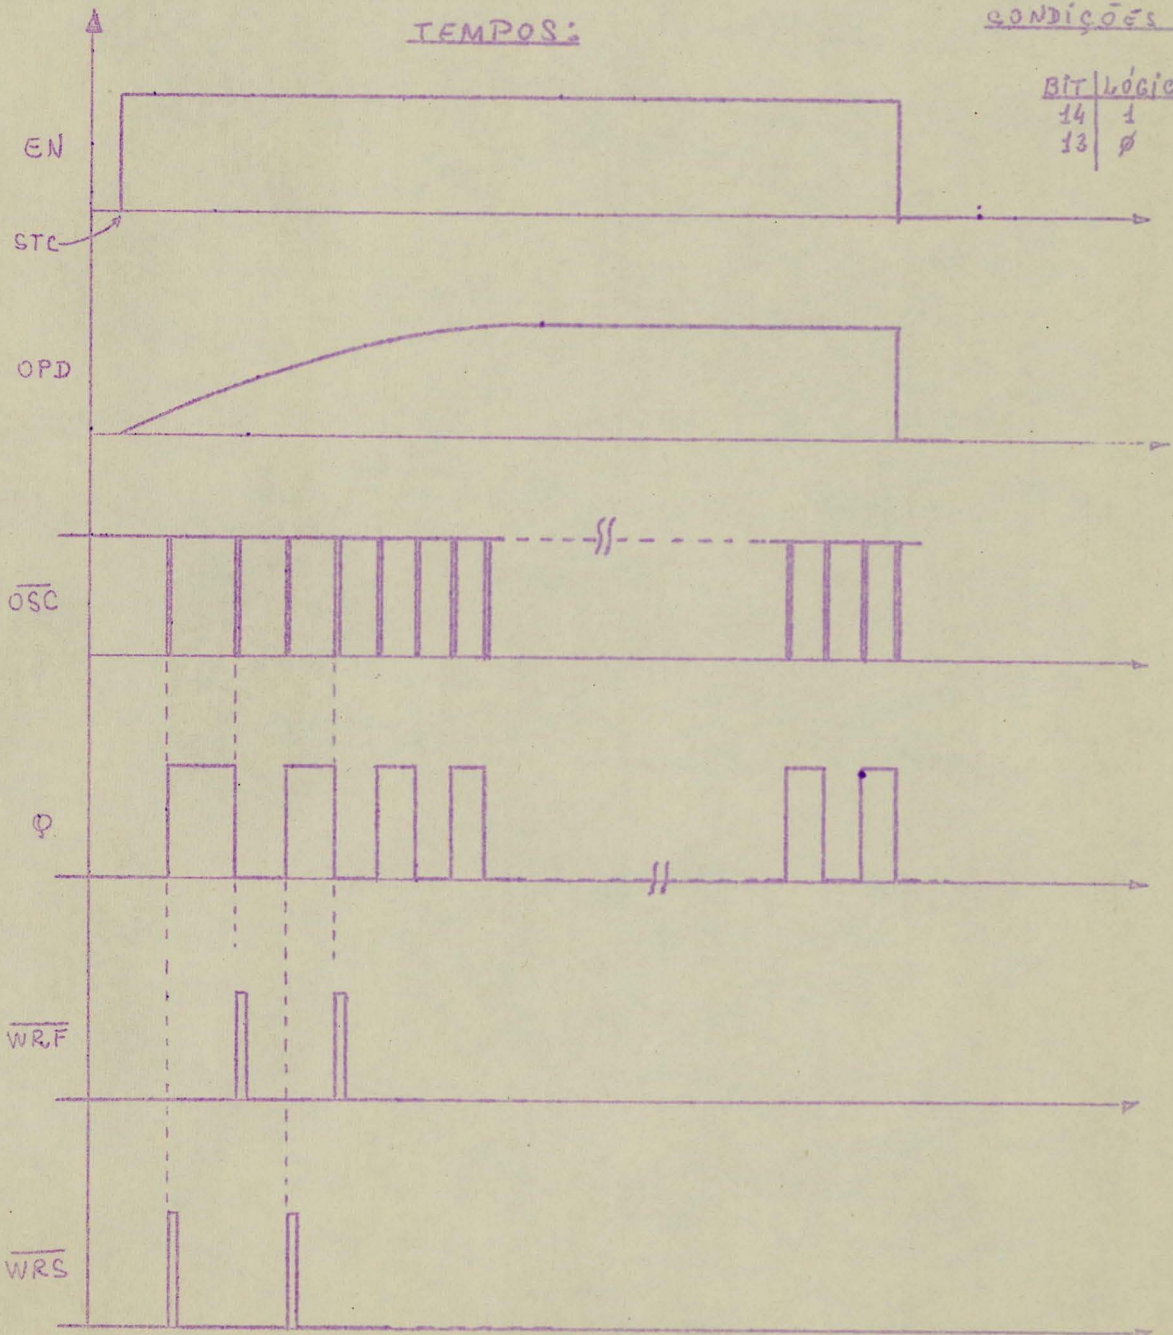 TEMPOS:
CONDIÇÕES
BIT LÓGIC
14 1
13 ø
EN
STC
OPD
OSC
φ
WRF
WRS